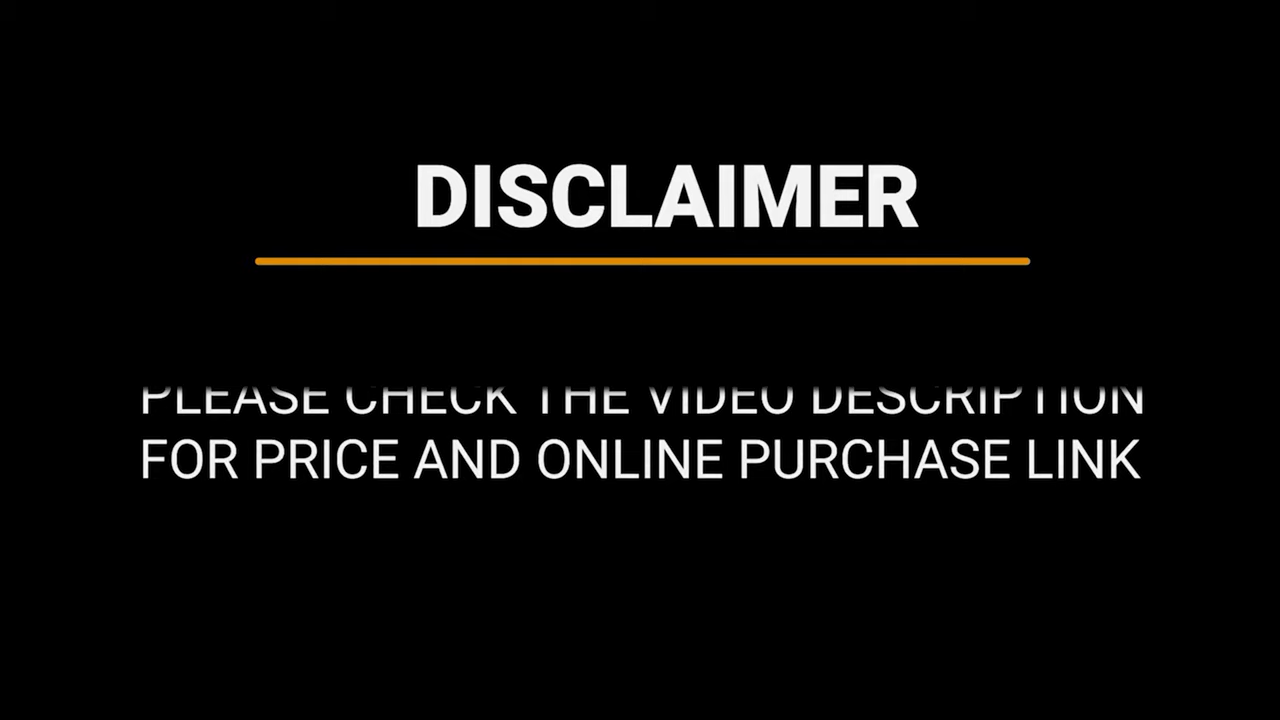 DISCLAIMER
PLEASE CHECK THE VIDEO DESCRIPTION
FOR PRICE AND ONLINE PURCHASE LINK